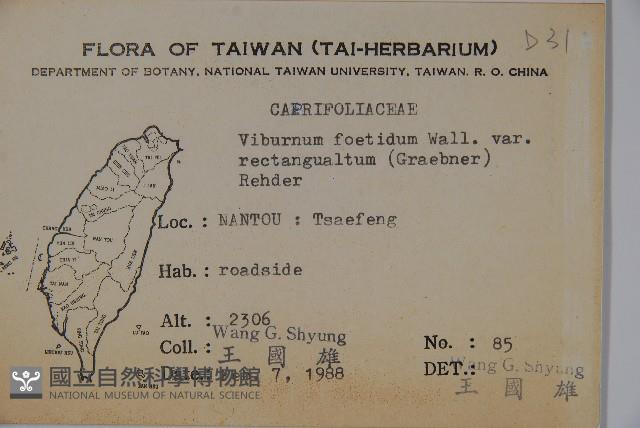 D31
FLORA OF TAIWAN (TAI-HERBARIUM)
DEPARTMENT OF BOTANY, NATIONAL TAIWAN UNIVERSITY, TAIWAN. R. O. CHINA
CAPRIFOLIACEAE
Viburnum foetidum Wall. var.
rectangualtum (Graebner)
Rehder
Loc. : NANTOU : Tsaefeng
Hab. : roadside
Alt. : 2306
Coll. : Wang G. Shyung
王 國 雄
No. : 85
Date. 7, 1988
DET.: Wang G. Shyung
王 國 雄
NAN TOU
國立自然科學博物館
NATIONAL MUSEUM OF NATURAL SCIENCE